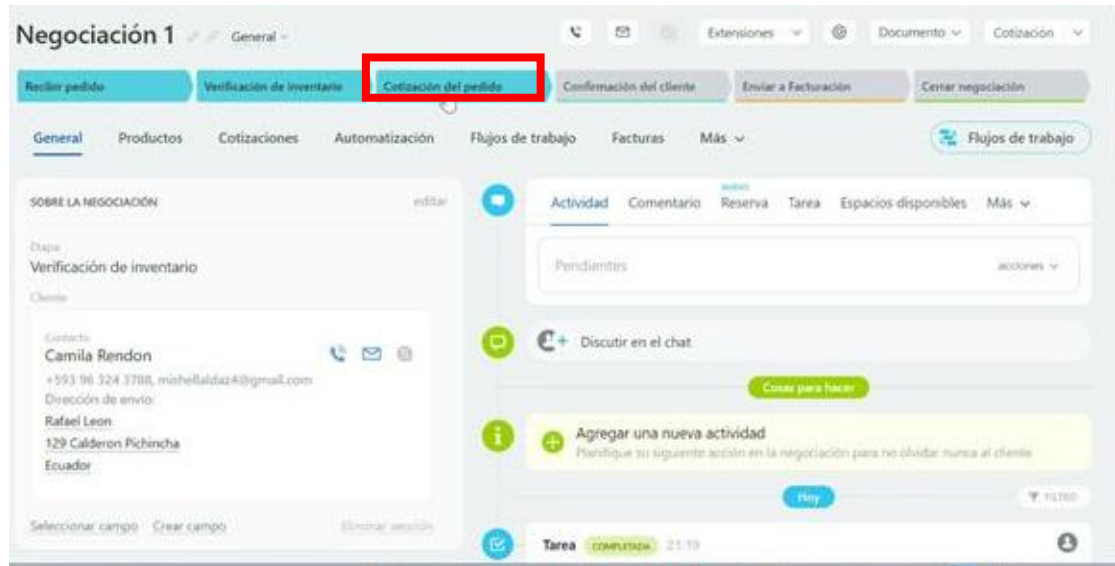 Negociación 1 General
Extensiones Documento Cotización
Recibir pedido Verificación de inventario Cotización del pedido Confirmación del cliente Enviar a Facturación Cerrar negociación
General Productos Cotizaciones Automatización Flujos de trabajo Facturas Más Flujos de trabajo
SOBRE LA NEGOCIACIÓN editar
Etapa
Verificación de inventario
Cliente
Contacto
Camila Rendon
+593 96 324 3788, mishellaldaz4@gmail.com
Dirección de envío:
Rafael Leon
129 Calderon Pichincha
Ecuador
Seleccionar campo Crear campo Eliminar sección
NUEVO
Actividad Comentario Reserva Tarea Espacios disponibles Más
Pendientes acciones
Discutir en el chat
Cosas para hacer
Agregar una nueva actividad
Planifique su siguiente acción en la negociación para no olvidar nunca al cliente
Hoy FILTRO
Tarea COMPLETADA 21:19